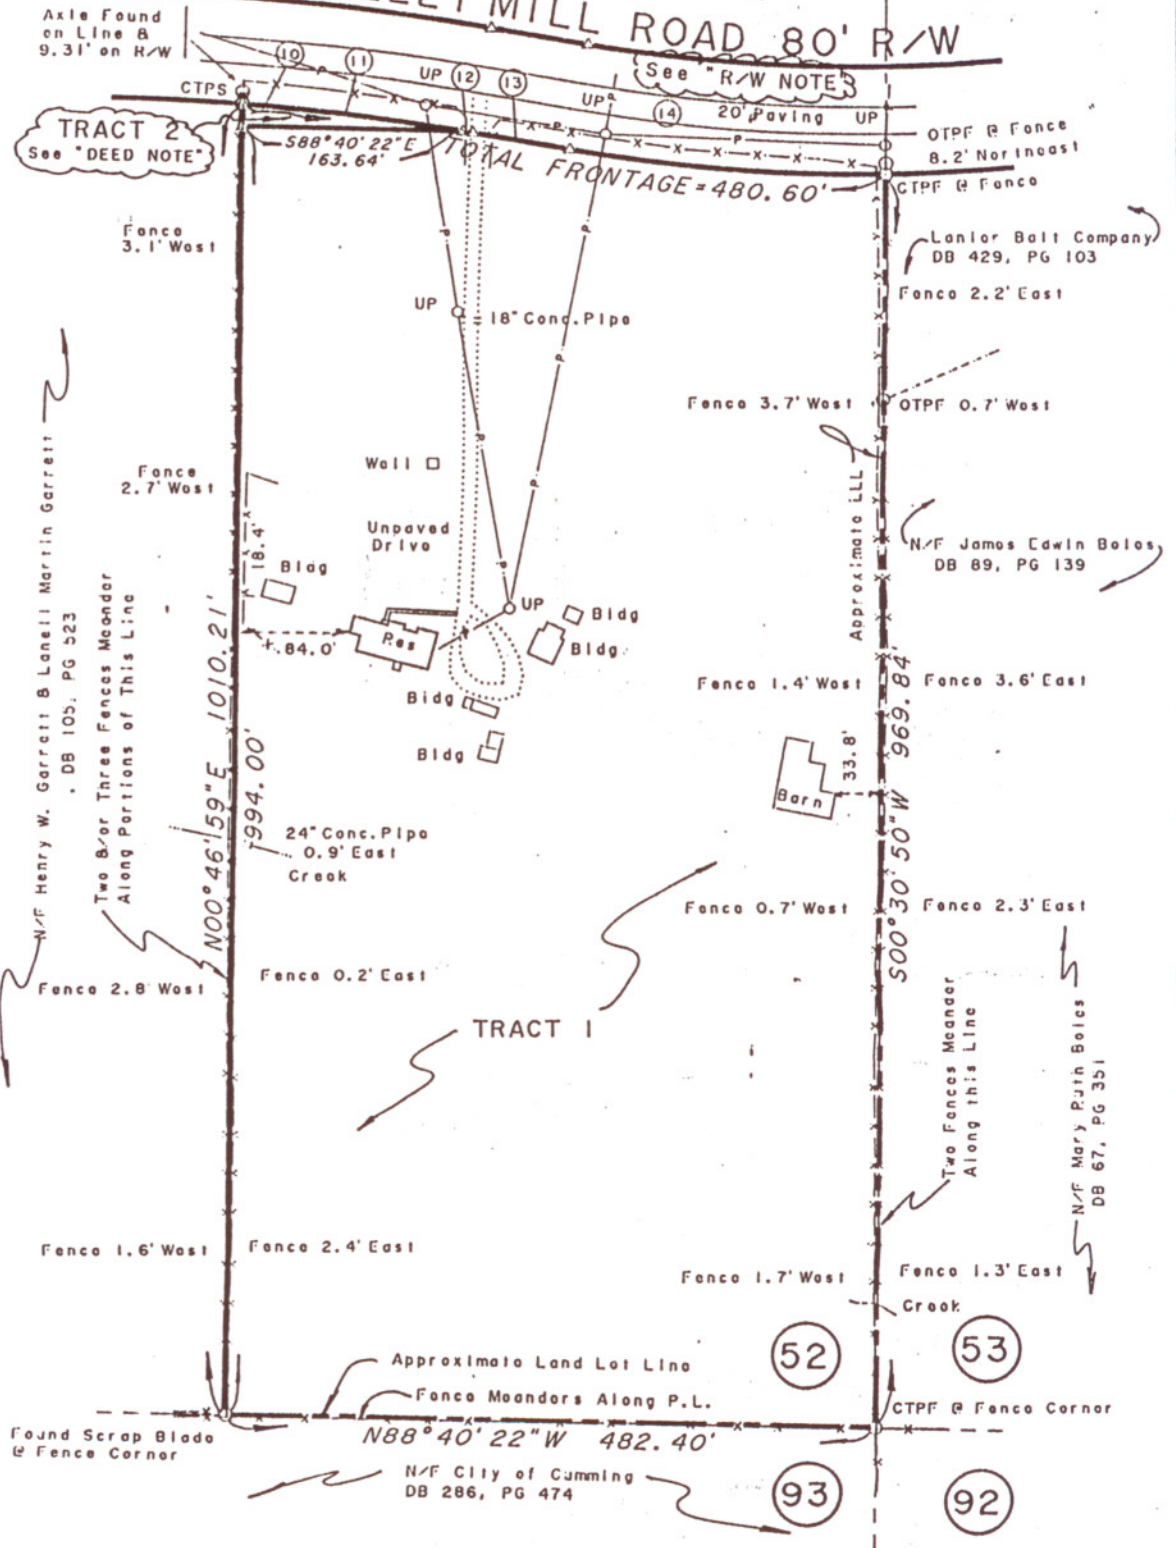 MILL ROAD 80' R/W
Axle Found
on Line &
9.31' on R/W
10
11
UP
12
13
See "R/W NOTE"
CTPS
UP
14
20' Paving
UP
OTPF @ Fence
8.2' Northeast
TRACT 2
See "DEED NOTE"
S88°40'22"E
163.64'
TOTAL FRONTAGE = 480.60'
CTPF @ Fence
Fence
3.1' West
Lanier Bait Company
DB 429, PG 103
Fence 2.2' East
UP
18" Conc. Pipe
Fence 3.7' West
OTPF 0.7' West
Fence
2.7' West
Well
Unpaved
Drive
Approximate LLL
N/F James Edwin Boles
DB 89, PG 139
18.4'
Bldg
UP
Bldg
Bldg
Res
84.0'
Bldg
Bldg
N/F Henry W. Garrett & Lanell Martin Garrett
DB 105, PG 523
Two &/or Three Fences Meander
Along Portions of This Line
N00°46'59"E 1010.21'
994.00'
Fence 1.4' West
Fence 3.6' East
33.8'
Barn
S00°30'50"W 969.84'
24" Conc. Pipe
0.9' East
Creek
Fence 0.7' West
Fence 2.3' East
Fence 2.8' West
Fence 0.2' East
TRACT 1
Two Fences Meander
Along this Line
N/F Mary Ruth Boles
DB 67, PG 351
Fence 1.6' West
Fence 2.4' East
Fence 1.7' West
Fence 1.3' East
Creek
52
53
Approximate Land Lot Line
Fence Meanders Along P.L.
CTPF @ Fence Corner
Found Scrap Blade
@ Fence Corner
N88°40'22"W 482.40'
N/F City of Cumming
DB 286, PG 474
93
92